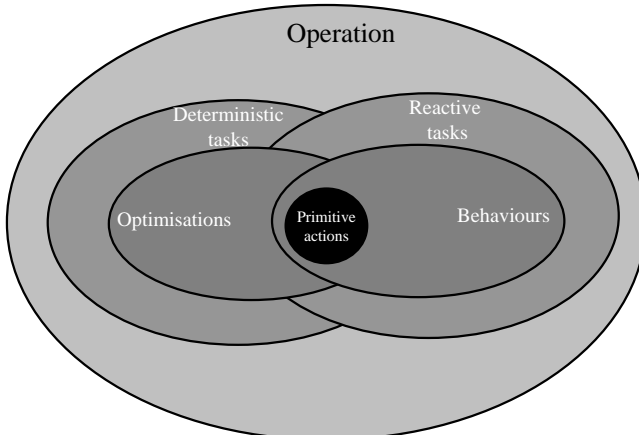 Operation
Deterministic
tasks
Reactive
tasks
Optimisations
Primitive
actions
Behaviours